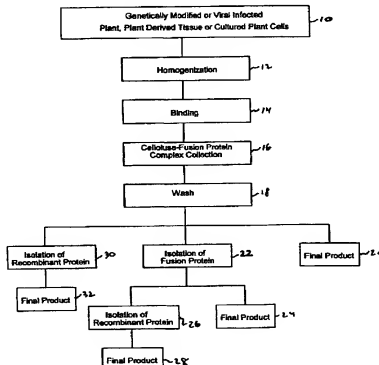 Genetically Modified or Viral Infected
Plant, Plant Derived Tissue or Cultured Plant Cells
10
Homogenization
12
Binding
14
Cellulose-Fusion Protein
Complex Collection
16
Wash
18
Isolation of
Recombinant Protein
30
Isolation of
Fusion Protein
22
Final Product
Final Product
32
Isolation of
Recombinant Protein
26
Final Product
24
Final Product
28